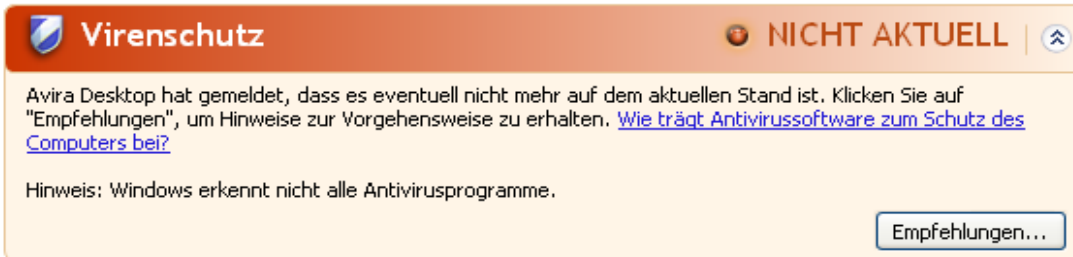 Virenschutz
NICHT AKTUELL
Avira Desktop hat gemeldet, dass es eventuell nicht mehr auf dem aktuellen Stand ist. Klicken Sie auf
"Empfehlungen", um Hinweise zur Vorgehensweise zu erhalten. Wie trägt Antivirussoftware zum Schutz des
Computers bei?
Hinweis: Windows erkennt nicht alle Antivirusprogramme.
Empfehlungen...